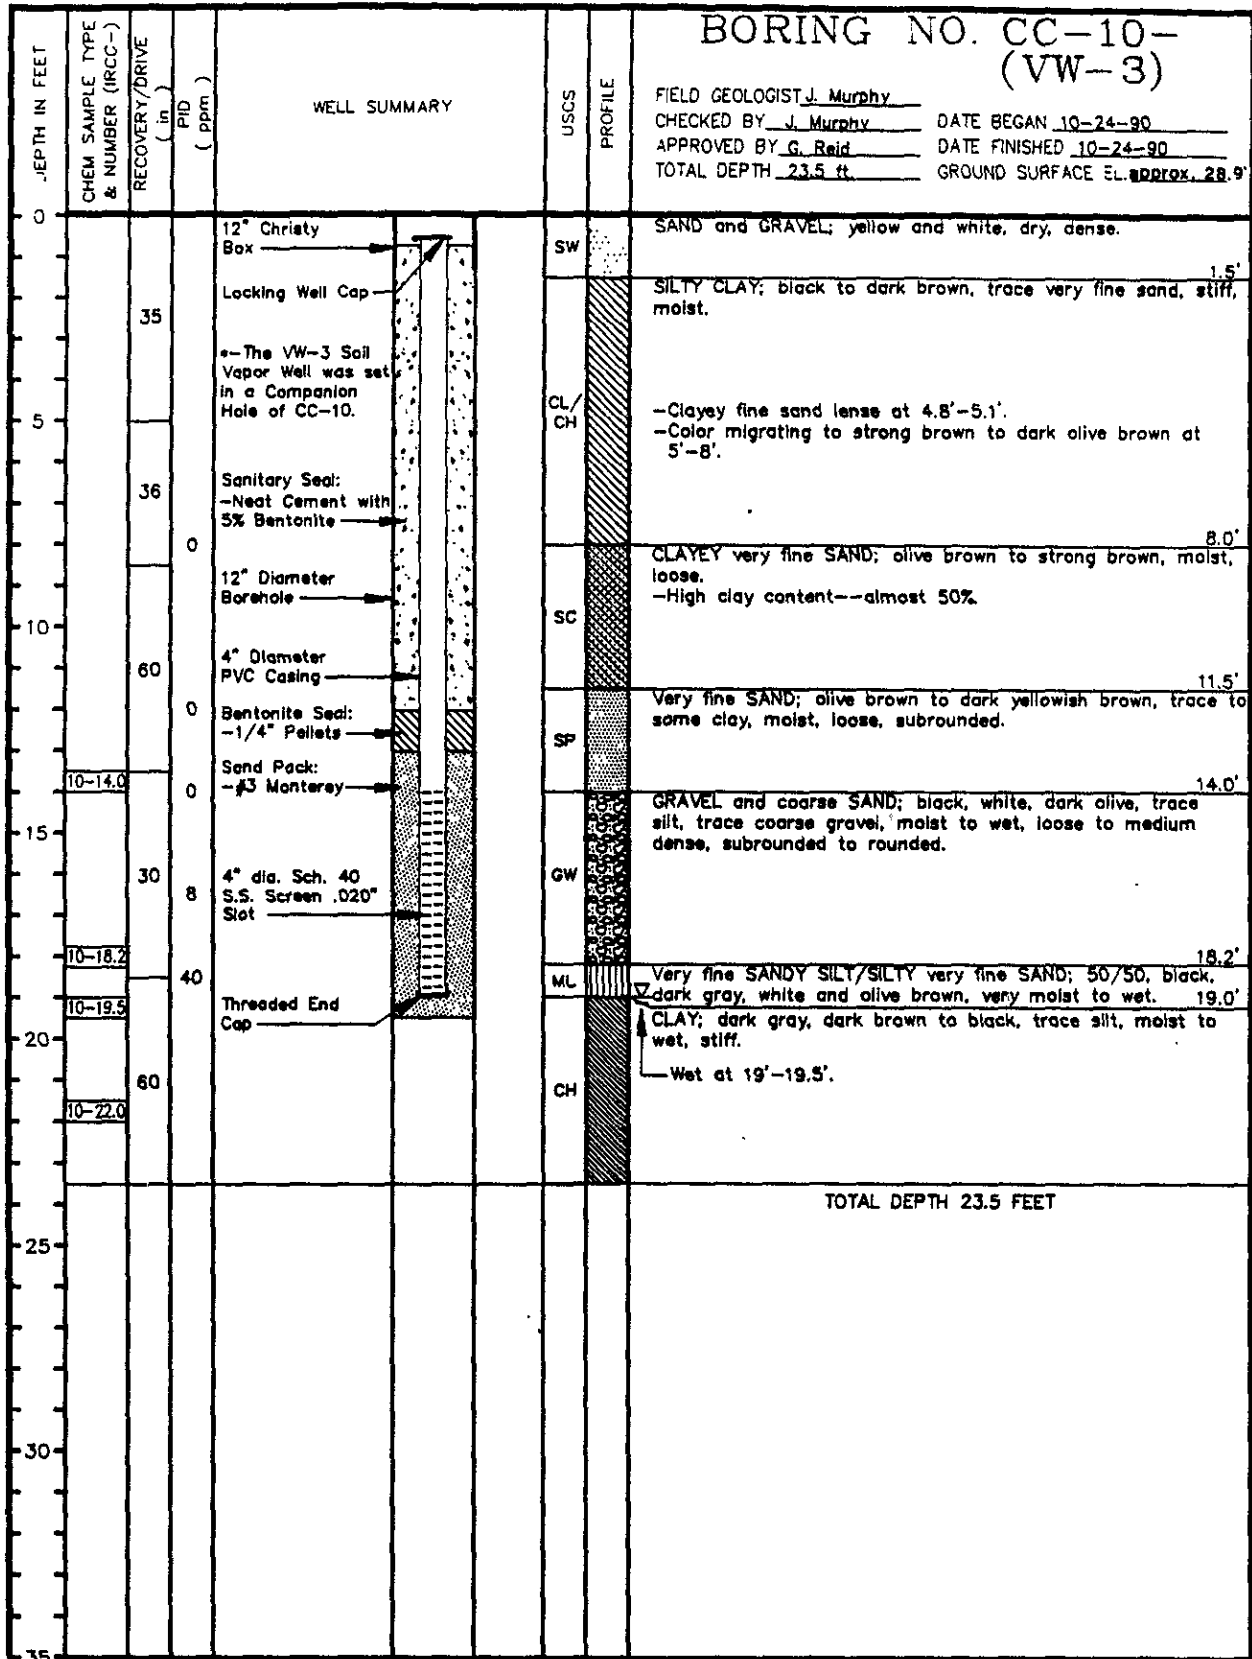 BORING NO. CC-10-
(VW-3)
FIELD GEOLOGIST J. Murphy
CHECKED BY J. Murphy DATE BEGAN 10-24-90
APPROVED BY G. Reid DATE FINISHED 10-24-90
TOTAL DEPTH 23.5 ft. GROUND SURFACE EL. approx. 28.9'
DEPTH IN FEET
CHEM SAMPLE TYPE
& NUMBER (IRCC-)
RECOVERY/DRIVE
( in )
PID
( ppm )
WELL SUMMARY
USCS
PROFILE
0
5
10
15
20
25
30
35
10-14.0
10-18.2
10-19.5
10-22.0
35
36
60
30
60
0
0
0
8
40
12" Christy
Box
Locking Well Cap
*-The VW-3 Soil
Vapor Well was set
in a Companion
Hole of CC-10.
Sanitary Seal:
-Neat Cement with
5% Bentonite
12" Diameter
Borehole
4" Diameter
PVC Casing
Bentonite Seal:
-1/4" Pellets
Sand Pack:
-#3 Monterey
4" dia. Sch. 40
S.S. Screen .020"
Slot
Threaded End
Cap
SW
CL/
CH
SC
SP
GW
ML
CH
SAND and GRAVEL; yellow and white, dry, dense.
1.5'
SILTY CLAY; black to dark brown, trace very fine sand, stiff,
moist.
-Clayey fine sand lense at 4.8'-5.1'.
-Color migrating to strong brown to dark olive brown at
5'-8'.
8.0'
CLAYEY very fine SAND; olive brown to strong brown, moist,
loose.
-High clay content--almost 50%.
11.5'
Very fine SAND; olive brown to dark yellowish brown, trace to
some clay, moist, loose, subrounded.
14.0'
GRAVEL and coarse SAND; black, white, dark olive, trace
silt, trace coarse gravel, moist to wet, loose to medium
dense, subrounded to rounded.
18.2'
Very fine SANDY SILT/SILTY very fine SAND; 50/50, black,
dark gray, white and olive brown, very moist to wet. 19.0'
CLAY; dark gray, dark brown to black, trace silt, moist to
wet, stiff.
Wet at 19'-19.5'.
TOTAL DEPTH 23.5 FEET